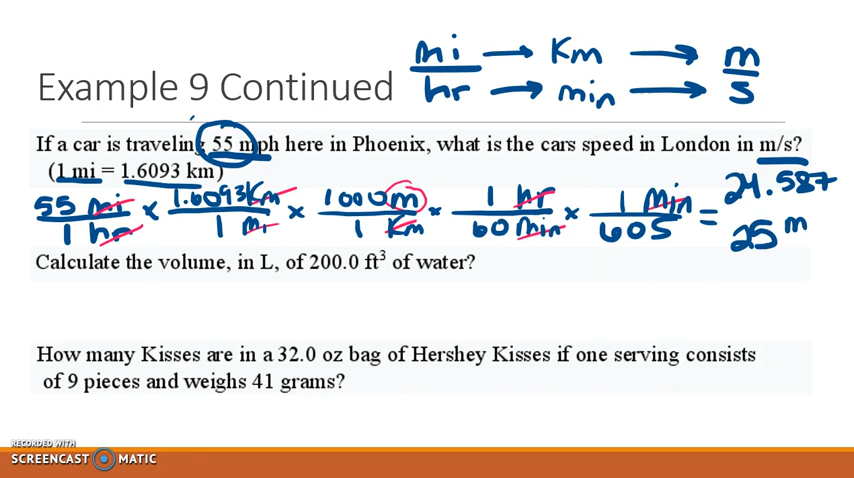 mi → Km → m
hr → min → s
Example 9 Continued
If a car is traveling 55 mph here in Phoenix, what is the cars speed in London in m/s?
(1 mi = 1.6093 km)
55 mi/1 hr × 1.6093Km/1 mi × 1000m/1 Km × 1 hr/60 min × 1 min/60s = 24.587
25 m
Calculate the volume, in L, of 200.0 ft³ of water?
How many Kisses are in a 32.0 oz bag of Hershey Kisses if one serving consists
of 9 pieces and weighs 41 grams?
RECORDED WITH
SCREENCAST MATIC